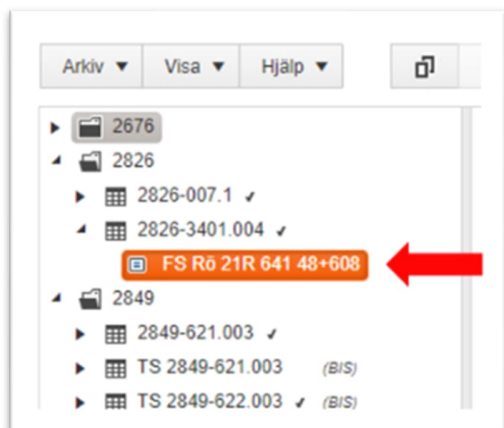 Arkiv Visa Hjälp
2676
2826
2826-007.1
2826-3401.004
FS Rö 21R 641 48+608
2849
2849-621.003
TS 2849-621.003 (BIS)
TS 2849-622.003 (BIS)